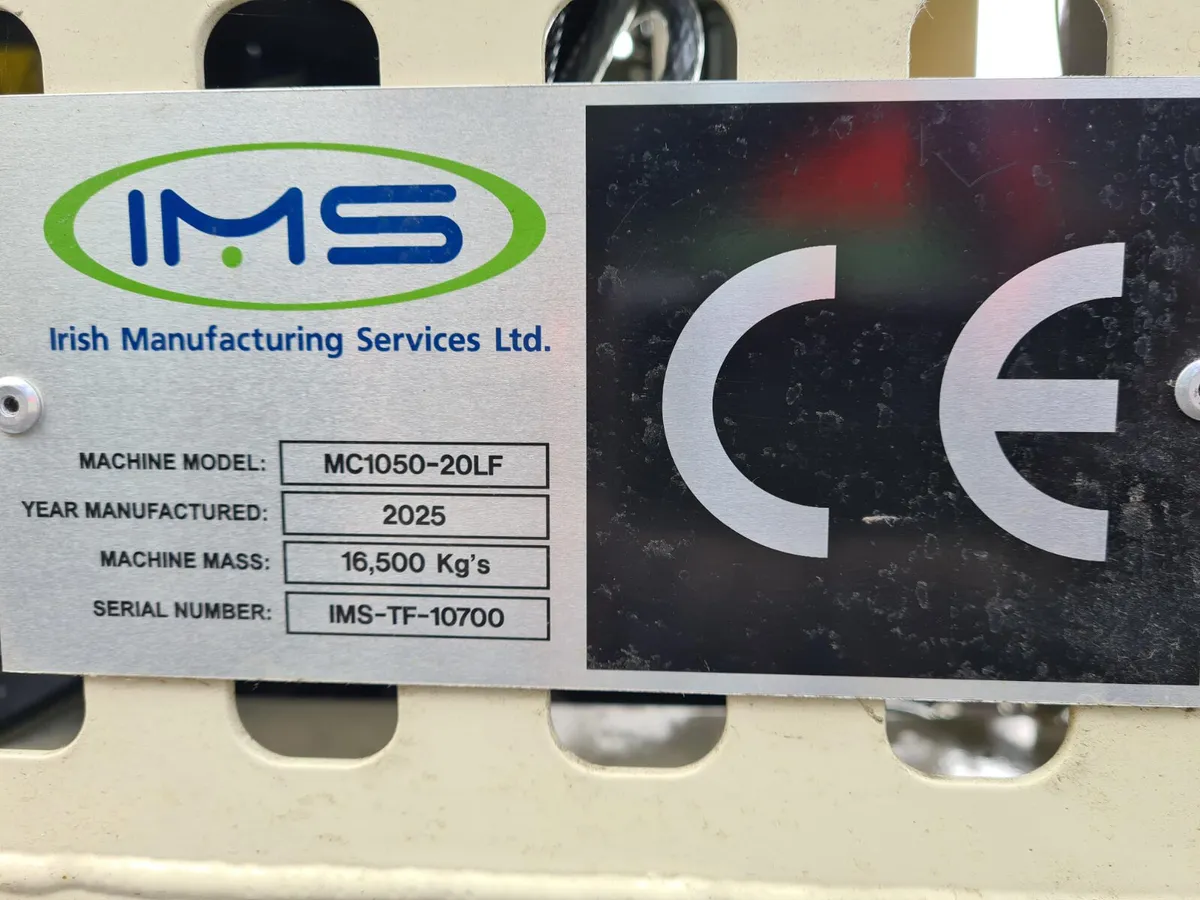 IMS
Irish Manufacturing Services Ltd.
MACHINE MODEL: MC1050-20LF
YEAR MANUFACTURED: 2025
MACHINE MASS: 16,500 Kg's
SERIAL NUMBER: IMS-TF-10700
CE